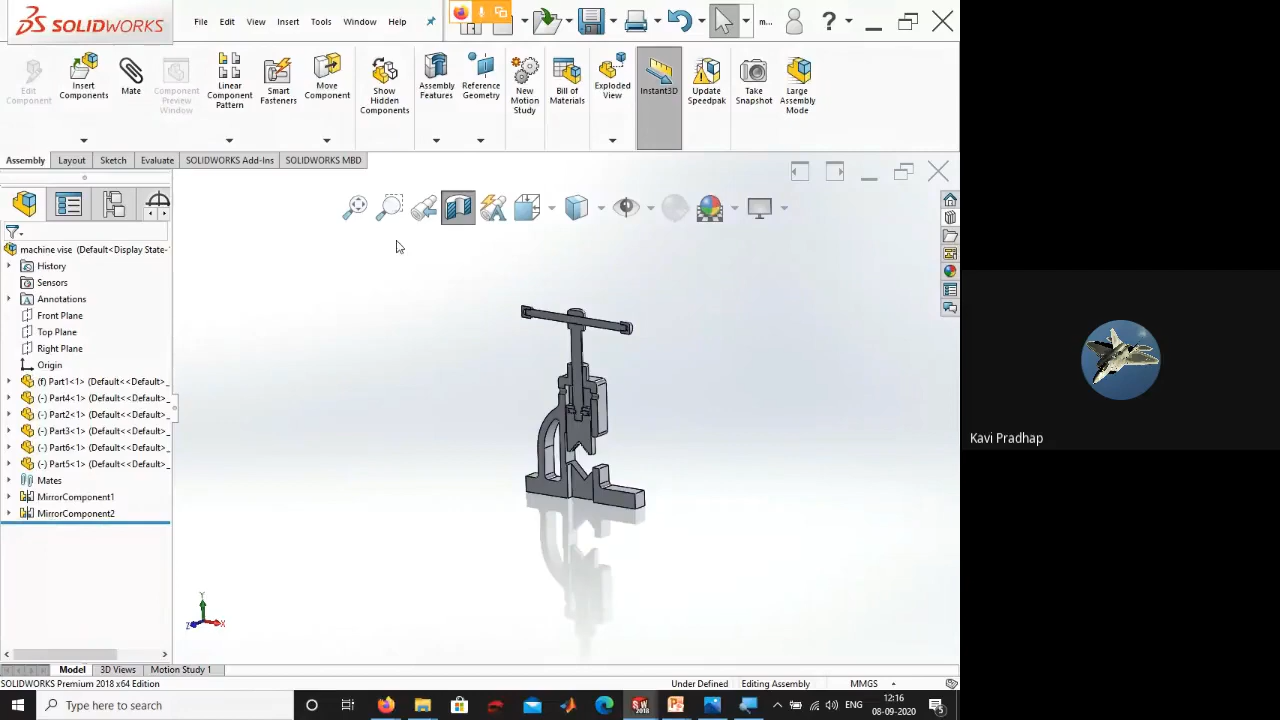 SOLIDWORKS
File Edit View Insert Tools Window Help
m...
?
Edit Component
Insert Components
Mate
Component Preview Window
Linear Component Pattern
Smart Fasteners
Move Component
Show Hidden Components
Assembly Features
Reference Geometry
New Motion Study
Bill of Materials
Exploded View
Instant3D
Update Speedpak
Take Snapshot
Large Assembly Mode
Assembly Layout Sketch Evaluate SOLIDWORKS Add-Ins SOLIDWORKS MBD
machine vise (Default<Display State-
History
Sensors
Annotations
Front Plane
Top Plane
Right Plane
Origin
(f) Part1<1> (Default<<Default>_
(-) Part4<1> (Default<<Default>_
(-) Part2<1> (Default<<Default>_
(-) Part3<1> (Default<<Default>_
(-) Part6<1> (Default<<Default>_
(-) Part5<1> (Default<<Default>_
Mates
MirrorComponent1
MirrorComponent2
Y
Z X
Kavi Pradhap
Model 3D Views Motion Study 1
SOLIDWORKS Premium 2018 x64 Edition Under Defined Editing Assembly MMGS
Type here to search
SW 2018
ENG
12:16
08-09-2020
5